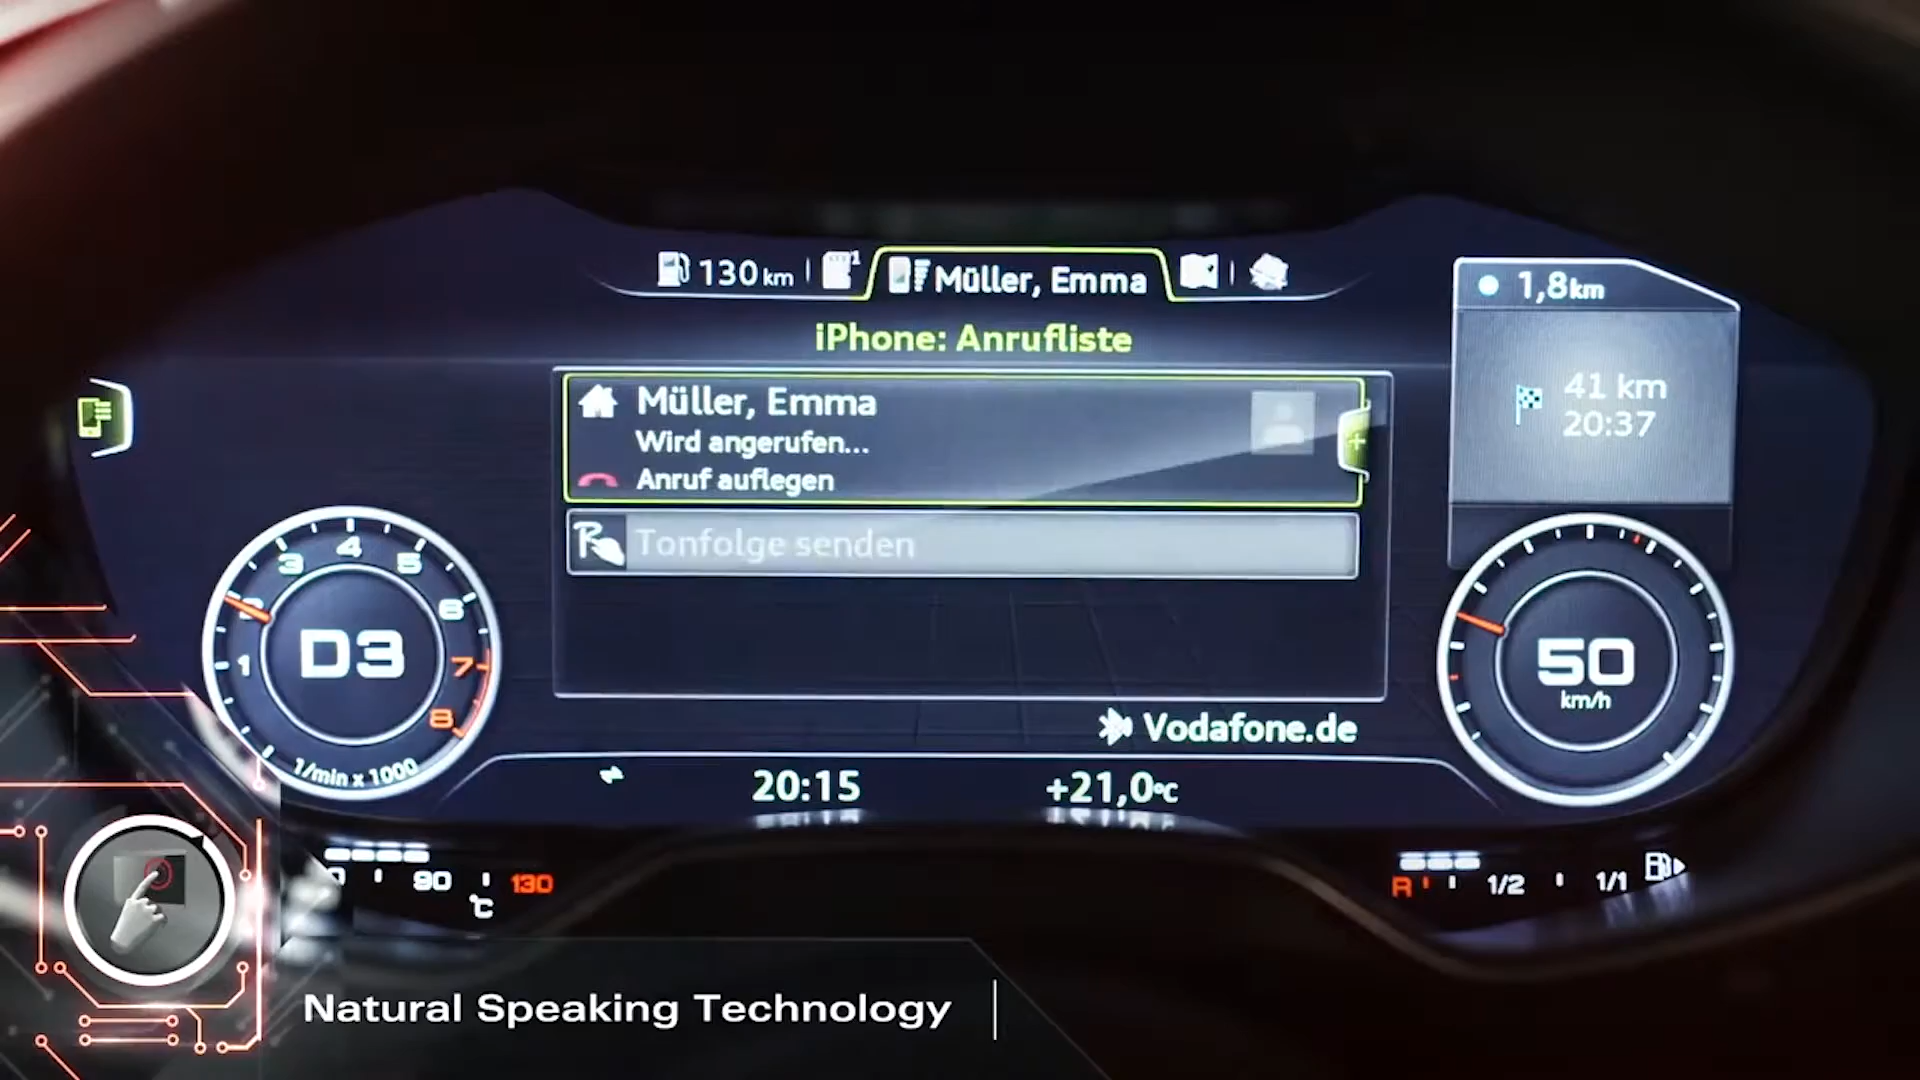 130 km
1
Müller, Emma
1,8 km
iPhone: Anrufliste
Müller, Emma
Wird angerufen...
Anruf auflegen
Tonfolge senden
41 km
20:37
1 2 3 4 5 6 7 8
D3
1/min x 1000
50
km/h
Vodafone.de
20:15
+21,0°C
90 130
°C
R 1/2 1/1
Natural Speaking Technology